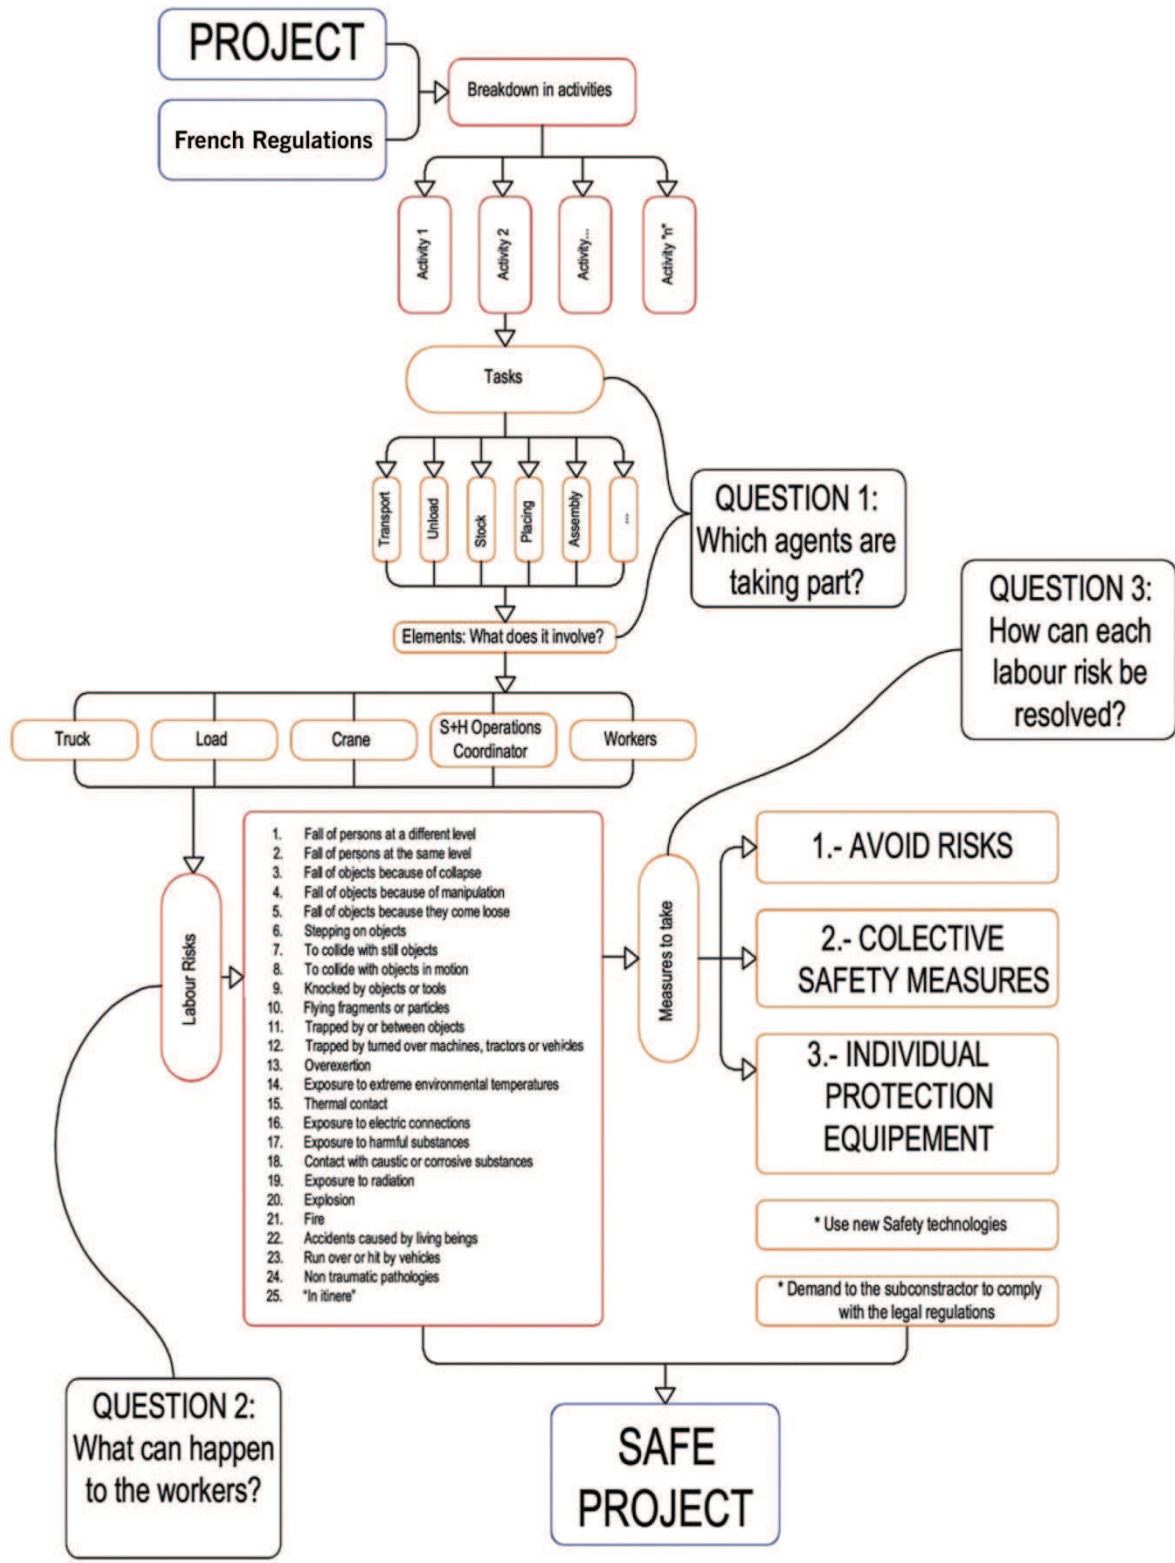 PROJECT
French Regulations
Breakdown in activities
Activity 1
Activity 2
Activity...
Activity "n"
Tasks
Transport
Unload
Stock
Placing
Assembly
...
QUESTION 1:
Which agents are
taking part?
Elements: What does it involve?
QUESTION 3:
How can each
labour risk be
resolved?
Truck
Load
Crane
S+H Operations
Coordinator
Workers
Labour Risks
1. Fall of persons at a different level
2. Fall of persons at the same level
3. Fall of objects because of collapse
4. Fall of objects because of manipulation
5. Fall of objects because they come loose
6. Stepping on objects
7. To collide with still objects
8. To collide with objects in motion
9. Knocked by objects or tools
10. Flying fragments or particles
11. Trapped by or between objects
12. Trapped by turned over machines, tractors or vehicles
13. Overexertion
14. Exposure to extreme environmental temperatures
15. Thermal contact
16. Exposure to electric connections
17. Exposure to harmful substances
18. Contact with caustic or corrosive substances
19. Exposure to radiation
20. Explosion
21. Fire
22. Accidents caused by living beings
23. Run over or hit by vehicles
24. Non traumatic pathologies
25. "In itinere"
Measures to take
1.- AVOID RISKS
2.- COLECTIVE
SAFETY MEASURES
3.- INDIVIDUAL
PROTECTION
EQUIPEMENT
* Use new Safety technologies
* Demand to the subconstractor to comply
with the legal regulations
QUESTION 2:
What can happen
to the workers?
SAFE
PROJECT